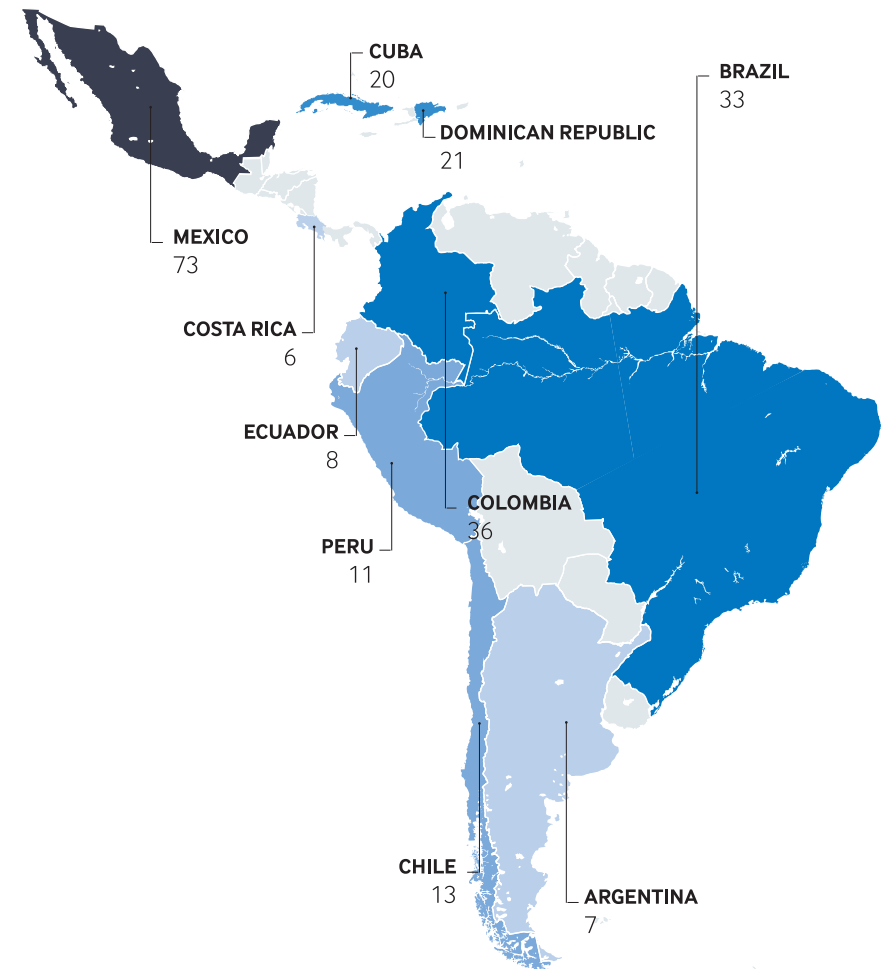 CUBA
20
BRAZIL
33
DOMINICAN REPUBLIC
21
MEXICO
73
COSTA RICA
6
ECUADOR
8
COLOMBIA
36
PERU
11
CHILE
13
ARGENTINA
7